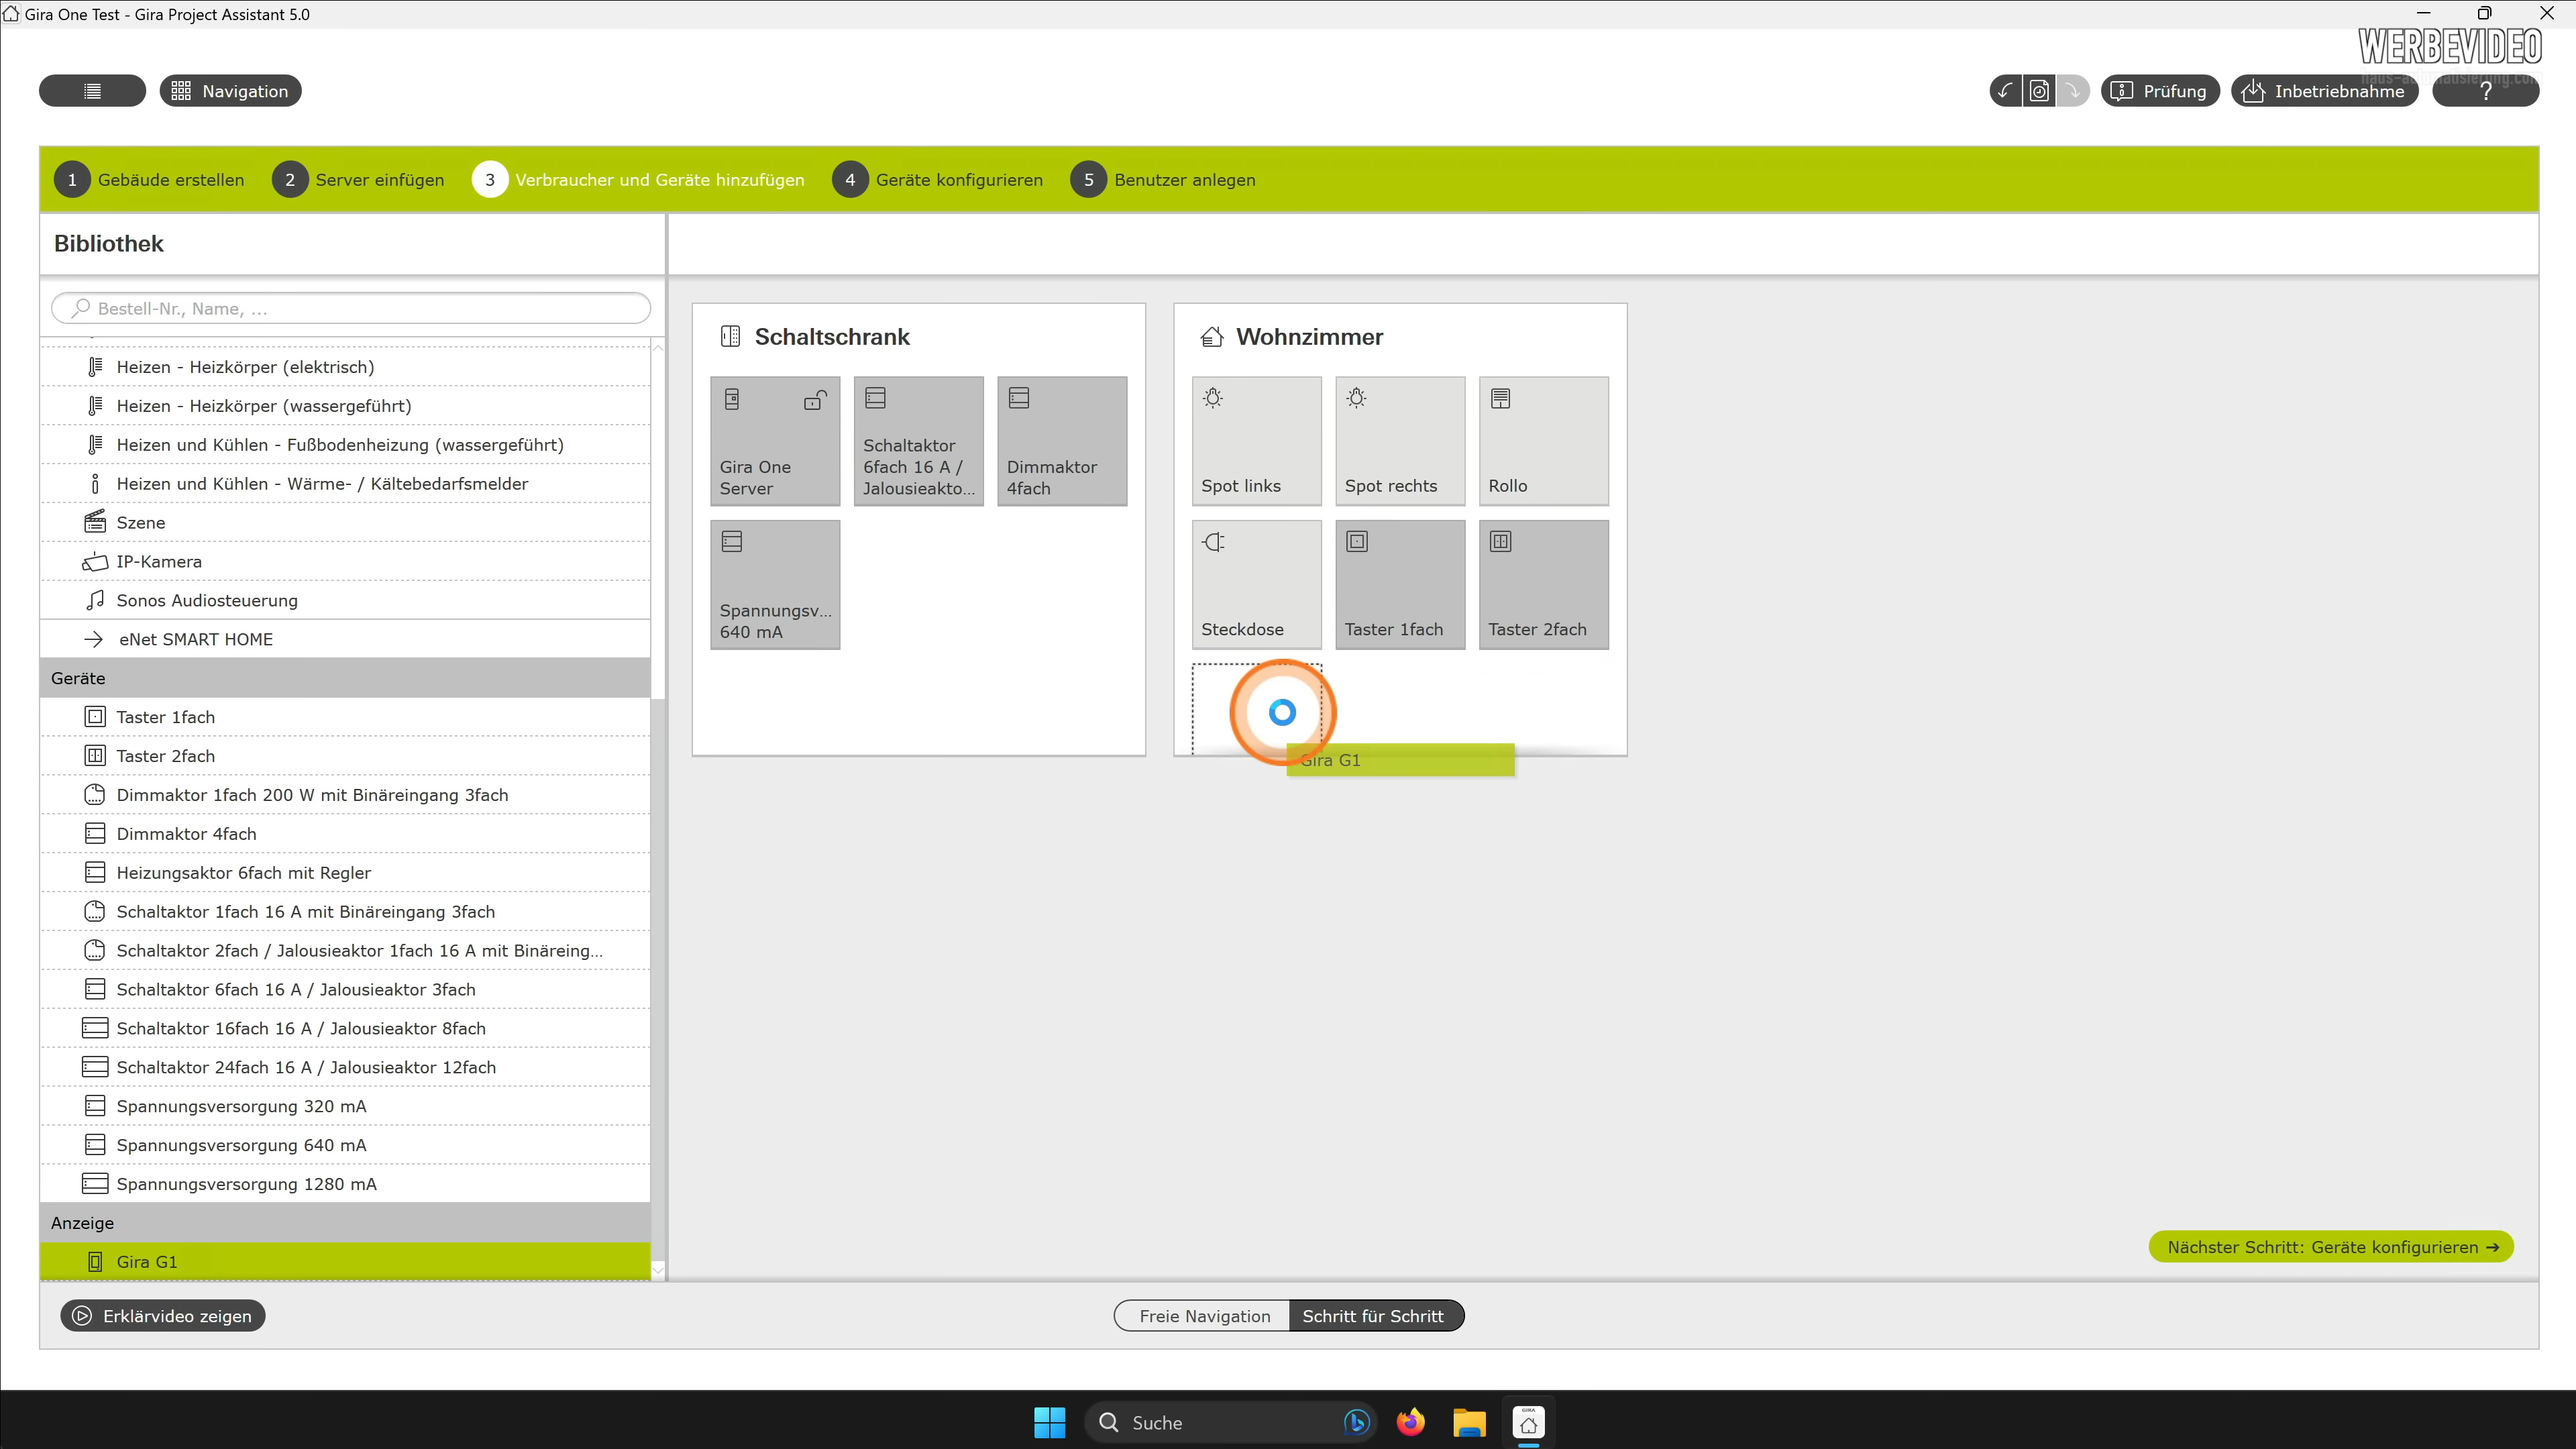 Gira One Test - Gira Project Assistant 5.0
WERBEVIDEO
haus-automatisierung.com
Navigation
Prüfung
Inbetriebnahme
?
1 Gebäude erstellen
2 Server einfügen
3 Verbraucher und Geräte hinzufügen
4 Geräte konfigurieren
5 Benutzer anlegen
Bibliothek
Bestell-Nr., Name, ...
Heizen - Heizkörper (elektrisch)
Heizen - Heizkörper (wassergeführt)
Heizen und Kühlen - Fußbodenheizung (wassergeführt)
Heizen und Kühlen - Wärme- / Kältebedarfsmelder
Szene
IP-Kamera
Sonos Audiosteuerung
eNet SMART HOME
Geräte
Taster 1fach
Taster 2fach
Dimmaktor 1fach 200 W mit Binäreingang 3fach
Dimmaktor 4fach
Heizungsaktor 6fach mit Regler
Schaltaktor 1fach 16 A mit Binäreingang 3fach
Schaltaktor 2fach / Jalousieaktor 1fach 16 A mit Binäreing...
Schaltaktor 6fach 16 A / Jalousieaktor 3fach
Schaltaktor 16fach 16 A / Jalousieaktor 8fach
Schaltaktor 24fach 16 A / Jalousieaktor 12fach
Spannungsversorgung 320 mA
Spannungsversorgung 640 mA
Spannungsversorgung 1280 mA
Anzeige
Gira G1
Schaltschrank
Gira One
Server
Schaltaktor
6fach 16 A /
Jalousieakto...
Dimmaktor
4fach
Spannungsv...
640 mA
Wohnzimmer
Spot links
Spot rechts
Rollo
Steckdose
Taster 1fach
Taster 2fach
Gira G1
Nächster Schritt: Geräte konfigurieren →
Erklärvideo zeigen
Freie Navigation
Schritt für Schritt
Suche
GIRA